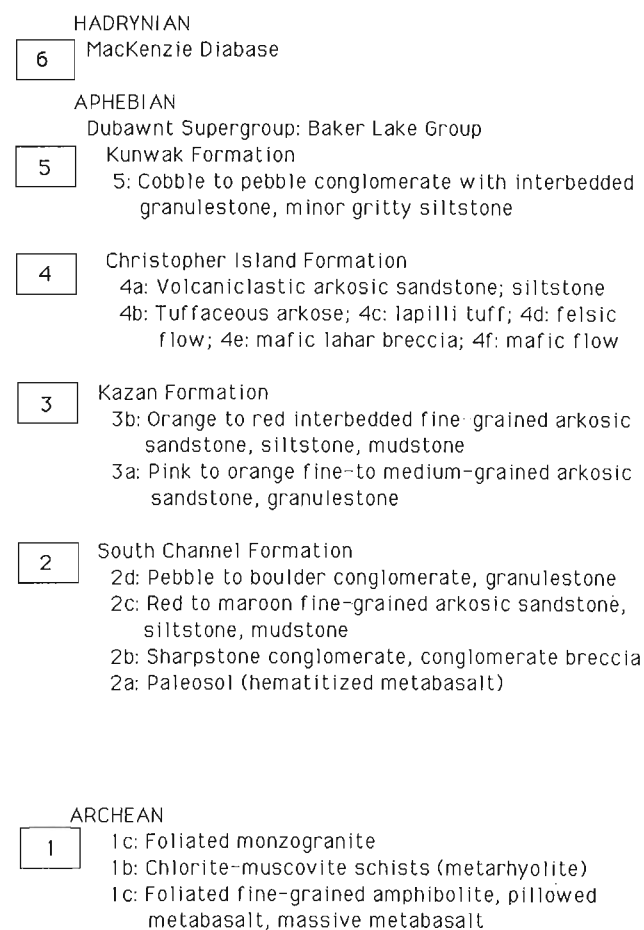 HADRYNIAN
6 MacKenzie Diabase
APHEBIAN
Dubawnt Supergroup: Baker Lake Group
5 Kunwak Formation
5: Cobble to pebble conglomerate with interbedded
granulestone, minor gritty siltstone
4 Christopher Island Formation
4a: Volcaniclastic arkosic sandstone; siltstone
4b: Tuffaceous arkose; 4c: lapilli tuff; 4d: felsic
flow; 4e: mafic lahar breccia; 4f: mafic flow
3 Kazan Formation
3b: Orange to red interbedded fine-grained arkosic
sandstone, siltstone, mudstone
3a: Pink to orange fine-to medium-grained arkosic
sandstone, granulestone
2 South Channel Formation
2d: Pebble to boulder conglomerate, granulestone
2c: Red to maroon fine-grained arkosic sandstone,
siltstone, mudstone
2b: Sharpstone conglomerate, conglomerate breccia
2a: Paleosol (hematitized metabasalt)
ARCHEAN
1 1c: Foliated monzogranite
1b: Chlorite-muscovite schists (metarhyolite)
1c: Foliated fine-grained amphibolite, pillowed
metabasalt, massive metabasalt